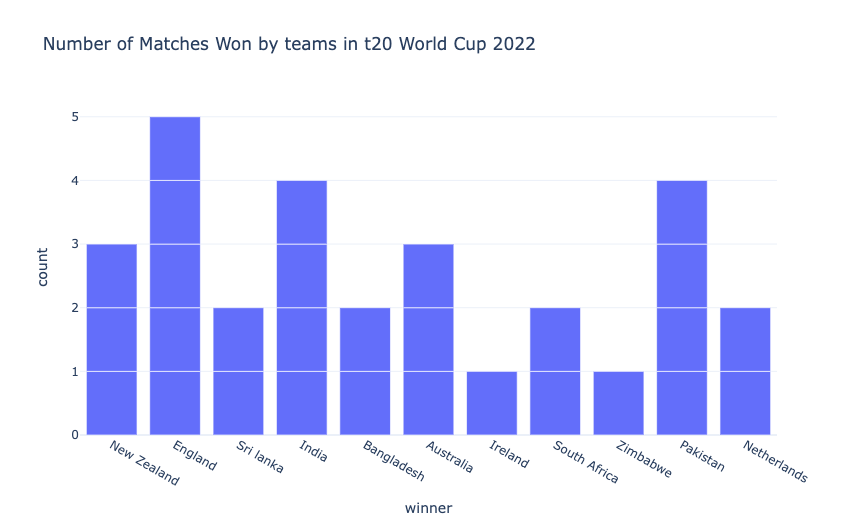 Number of Matches Won by teams in t20 World Cup 2022
5
4
3
2
1
0
count
New Zealand
England
Sri lanka
India
Bangladesh
Australia
Ireland
South Africa
Zimbabwe
Pakistan
Netherlands
winner